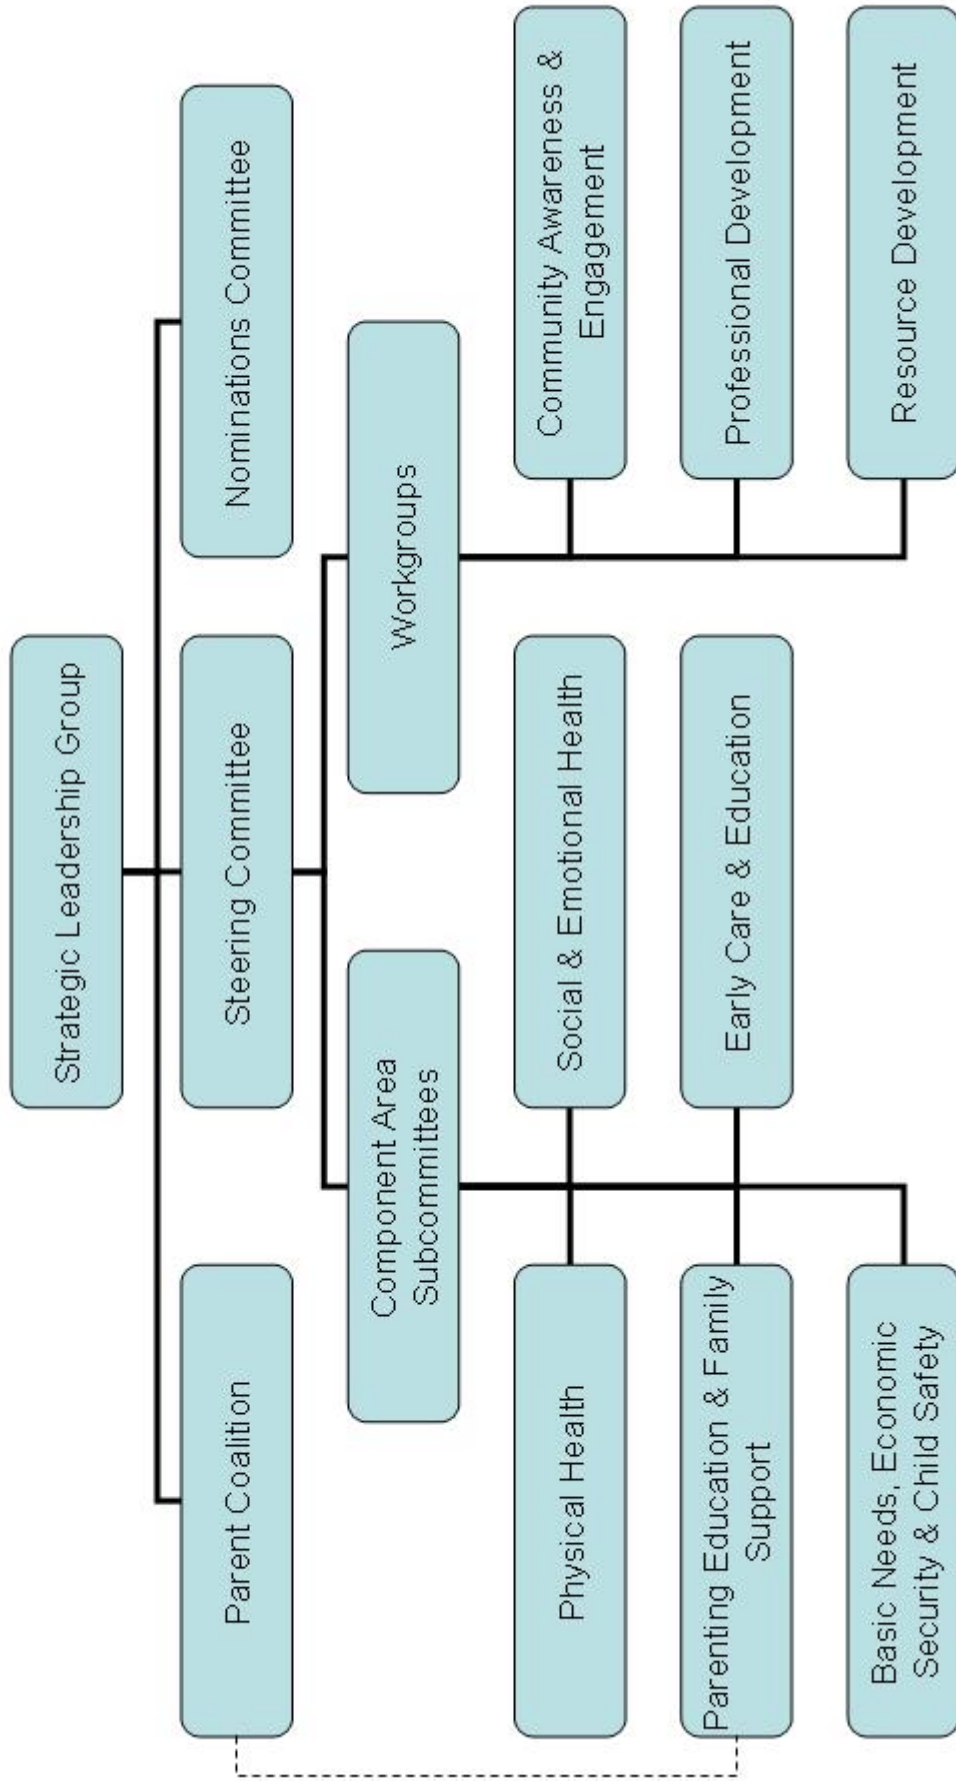 Strategic Leadership Group
Parent Coalition
Steering Committee
Nominations Committee
Component Area
Subcommittees
Workgroups
Physical Health
Social & Emotional Health
Community Awareness &
Engagement
Parenting Education & Family
Support
Early Care & Education
Professional Development
Basic Needs, Economic
Security & Child Safety
Resource Development